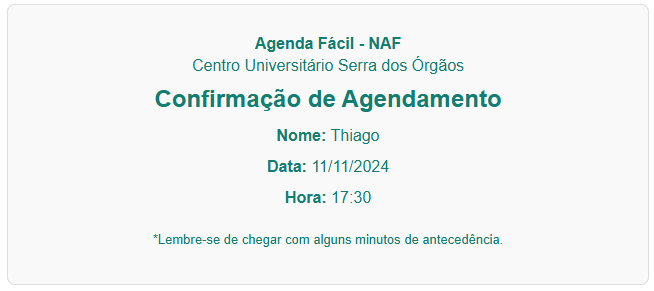 Agenda Fácil - NAF
Centro Universitário Serra dos Órgãos
Confirmação de Agendamento
Nome: Thiago
Data: 11/11/2024
Hora: 17:30
*Lembre-se de chegar com alguns minutos de antecedência.